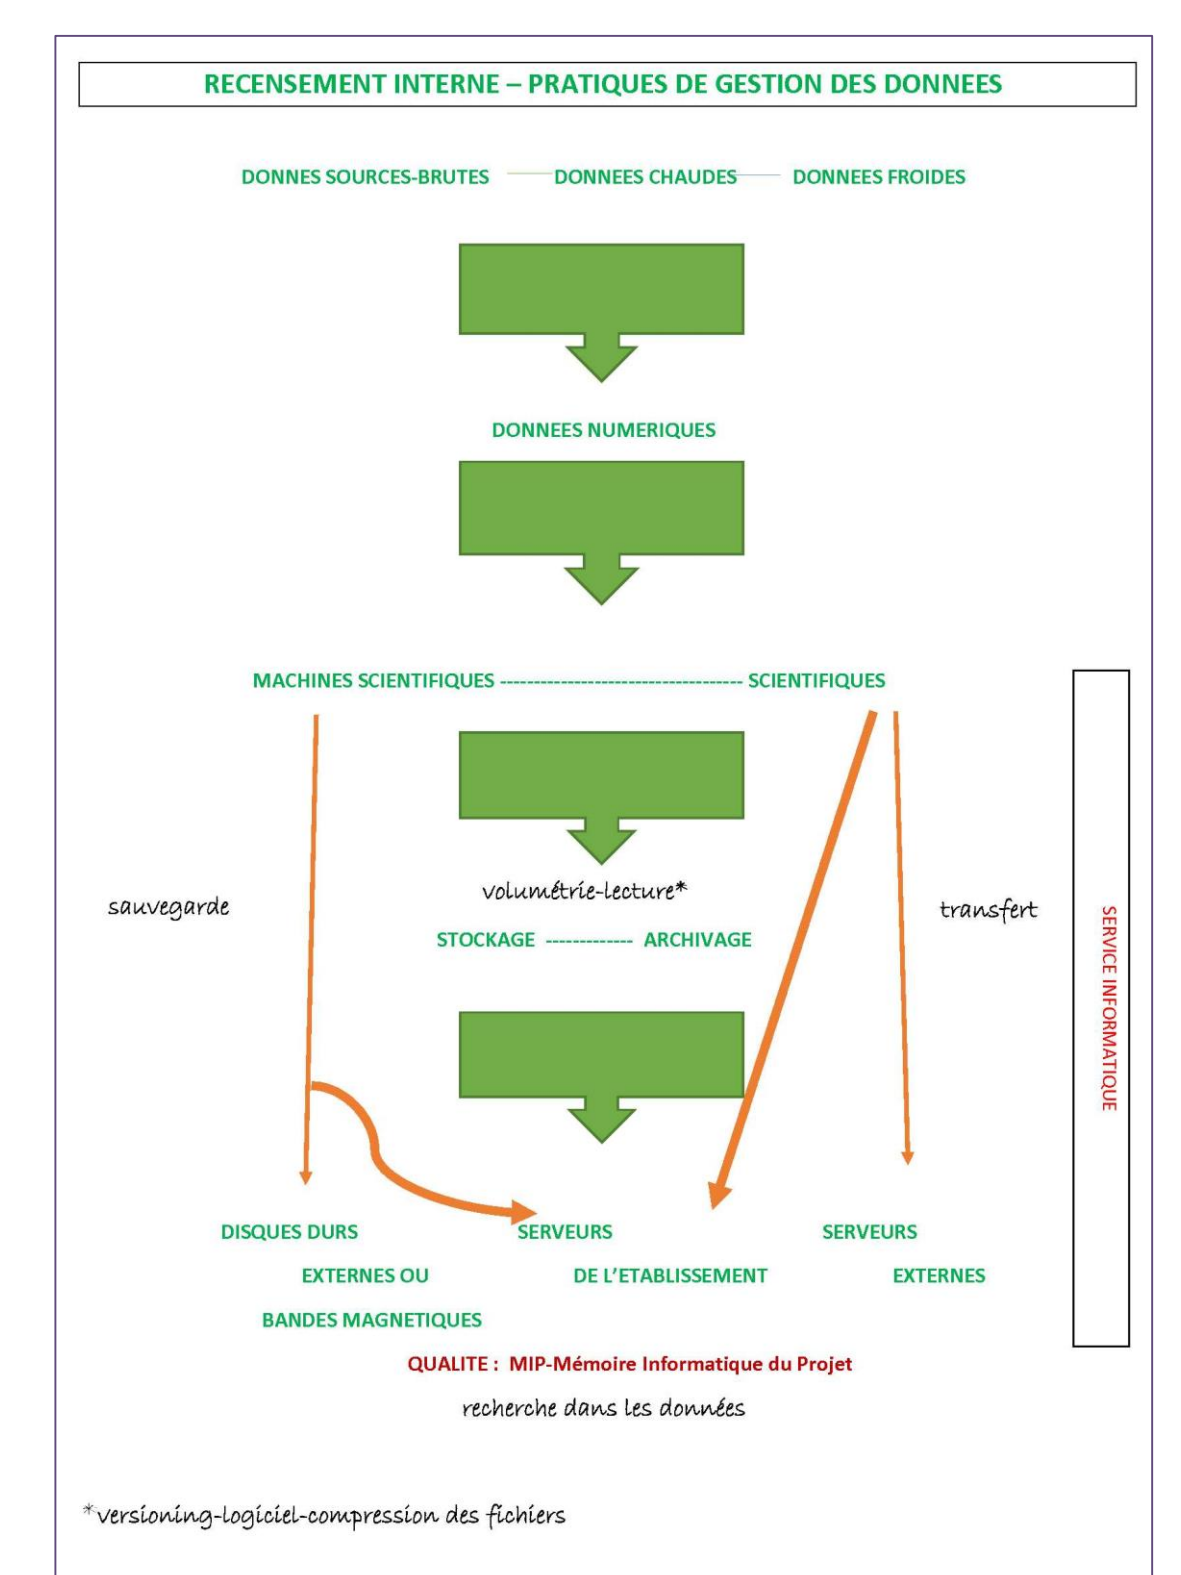 RECENSEMENT INTERNE – PRATIQUES DE GESTION DES DONNEES
DONNES SOURCES-BRUTES DONNEES CHAUDES DONNEES FROIDES
DONNEES NUMERIQUES
MACHINES SCIENTIFIQUES ------------------------------------- SCIENTIFIQUES
volumétrie-lecture*
sauvegarde
transfert
STOCKAGE ------------- ARCHIVAGE
SERVICE INFORMATIQUE
DISQUES DURS SERVEURS SERVEURS
EXTERNES OU DE L’ETABLISSEMENT EXTERNES
BANDES MAGNETIQUES
QUALITE : MIP-Mémoire Informatique du Projet
recherche dans les données
*versioning-logiciel-compression des fichiers